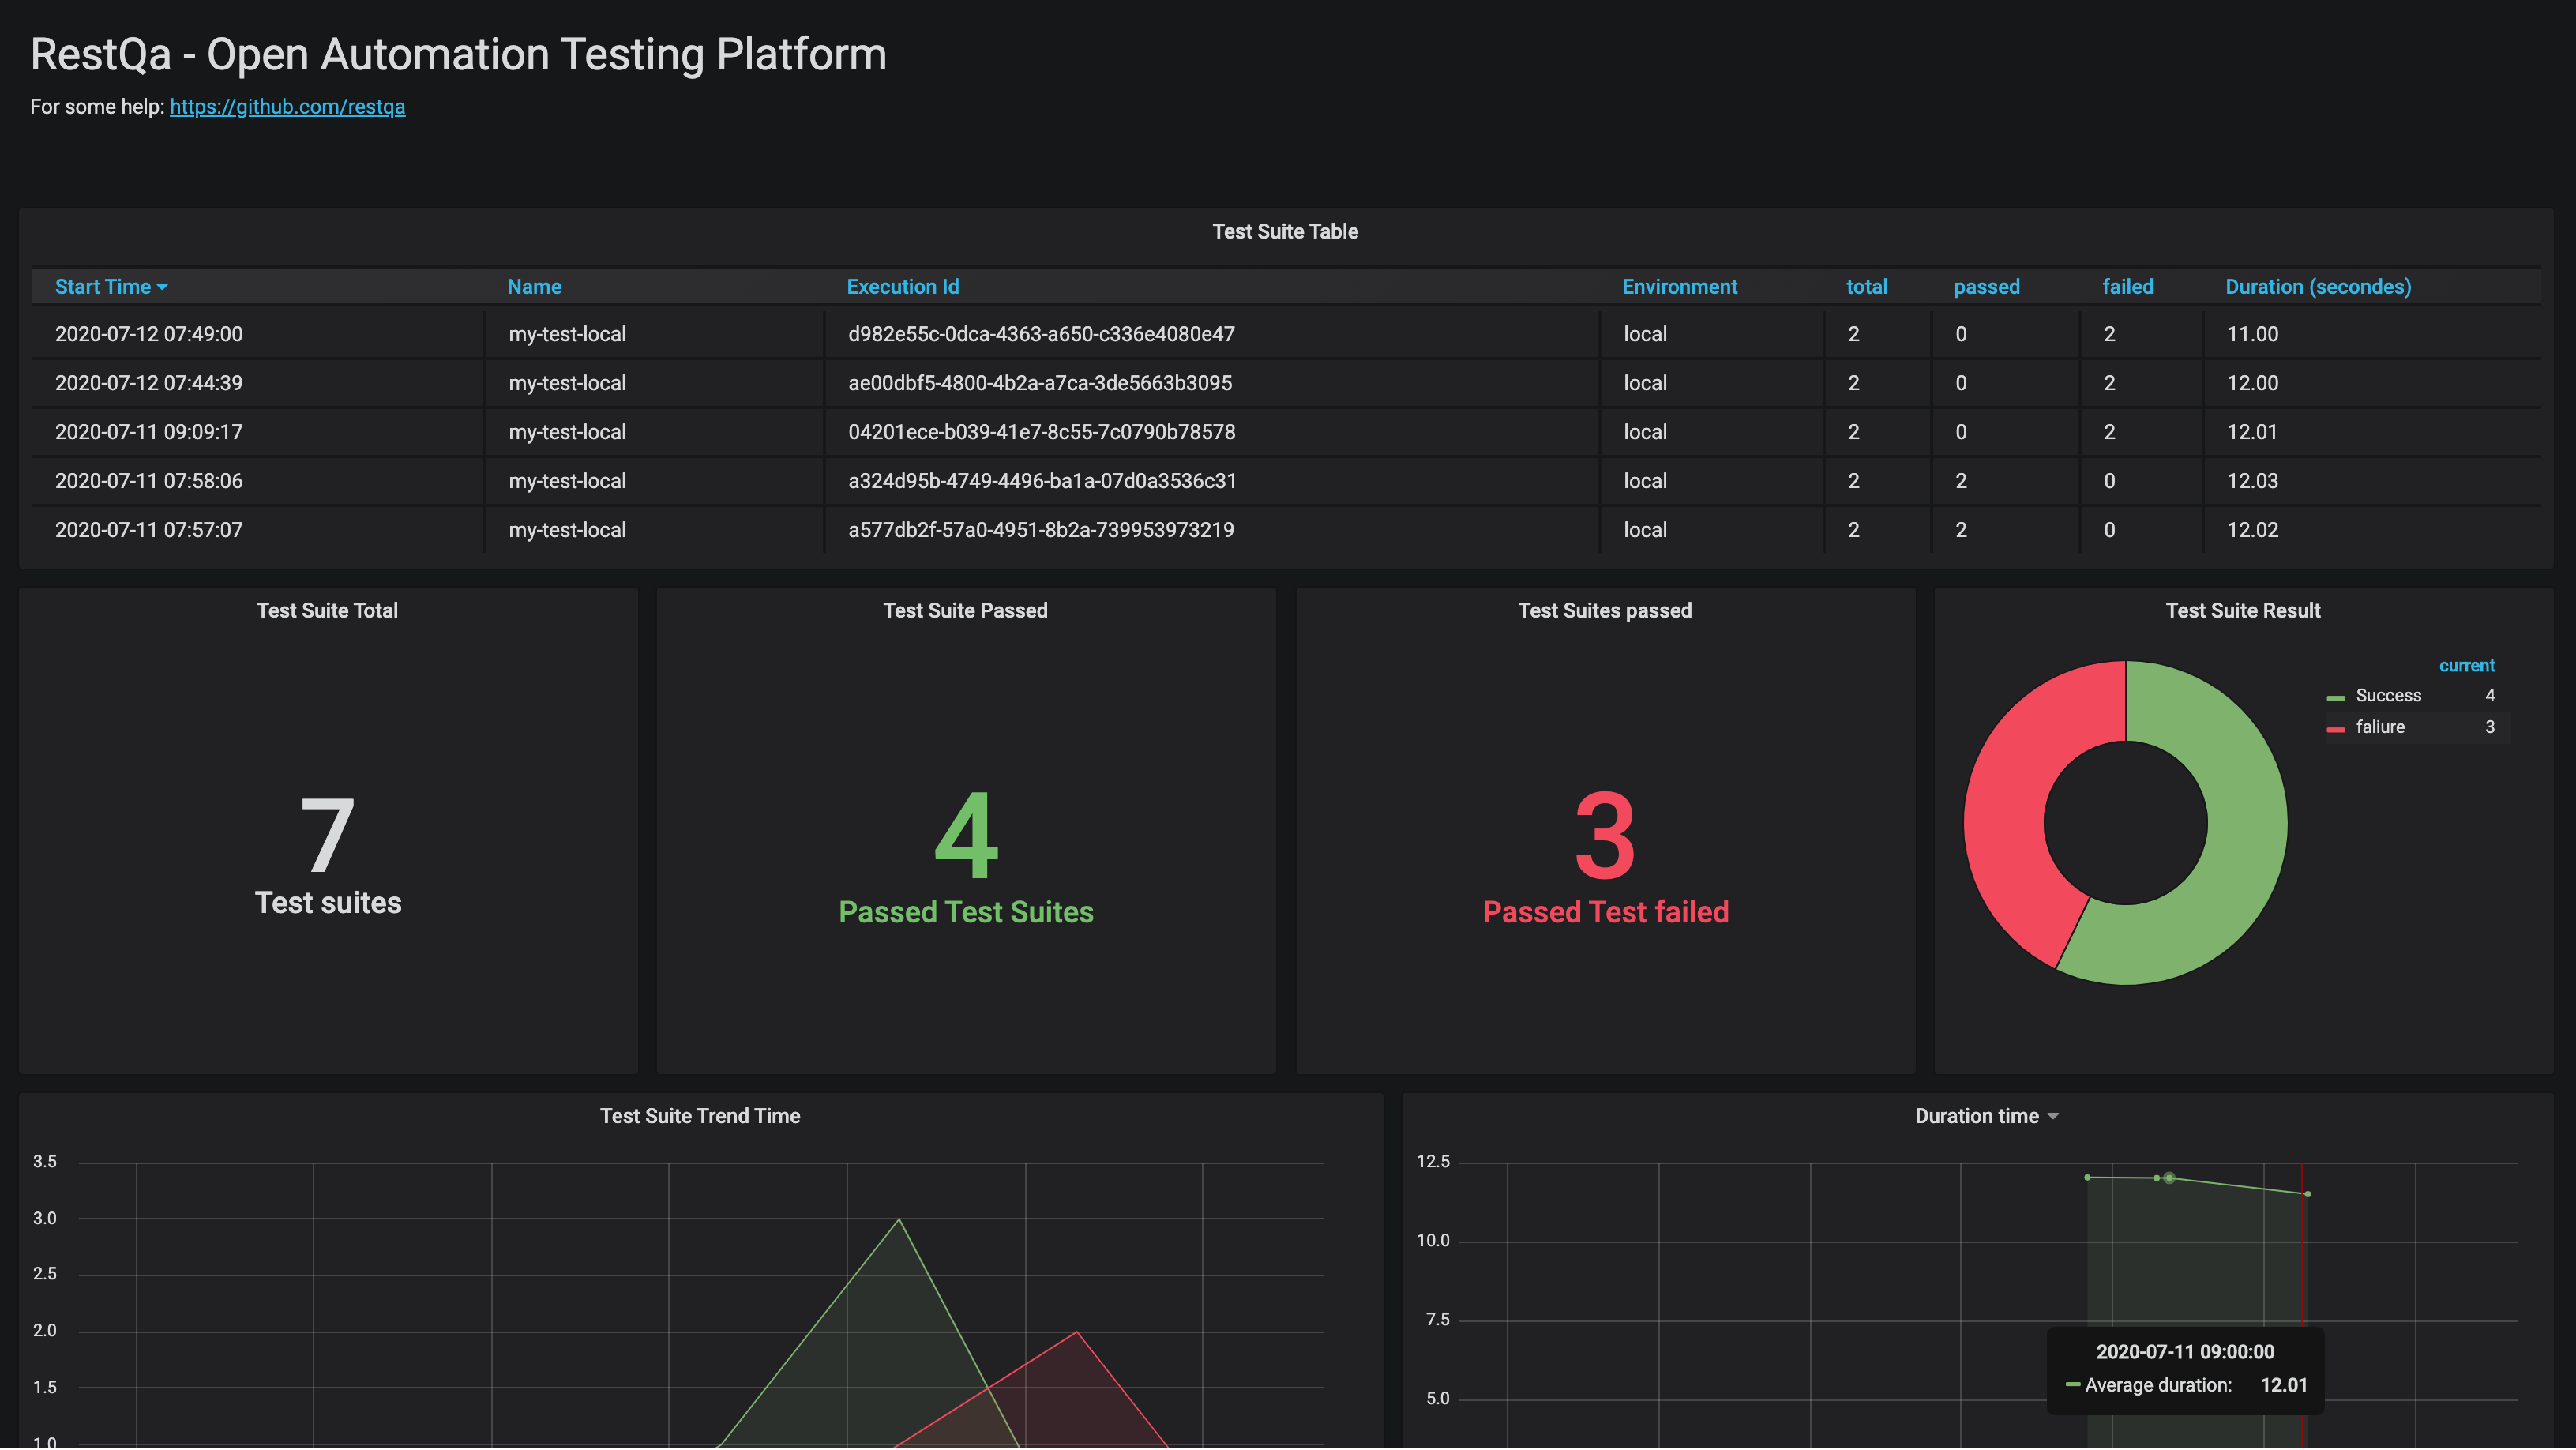 RestQa - Open Automation Testing Platform
For some help: https://github.com/restqa
Test Suite Table
Start Time Name Execution Id Environment total passed failed Duration (secondes)
2020-07-12 07:49:00 my-test-local d982e55c-0dca-4363-a650-c336e4080e47 local 2 0 2 11.00
2020-07-12 07:44:39 my-test-local ae00dbf5-4800-4b2a-a7ca-3de5663b3095 local 2 0 2 12.00
2020-07-11 09:09:17 my-test-local 04201ece-b039-41e7-8c55-7c0790b78578 local 2 0 2 12.01
2020-07-11 07:58:06 my-test-local a324d95b-4749-4496-ba1a-07d0a3536c31 local 2 2 0 12.03
2020-07-11 07:57:07 my-test-local a577db2f-57a0-4951-8b2a-739953973219 local 2 2 0 12.02
Test Suite Total
7
Test suites
Test Suite Passed
4
Passed Test Suites
Test Suites passed
3
Passed Test failed
Test Suite Result
current
Success 4
faliure 3
Test Suite Trend Time
3.5
3.0
2.5
2.0
1.5
1.0
Duration time
12.5
10.0
7.5
5.0
2020-07-11 09:00:00
Average duration: 12.01